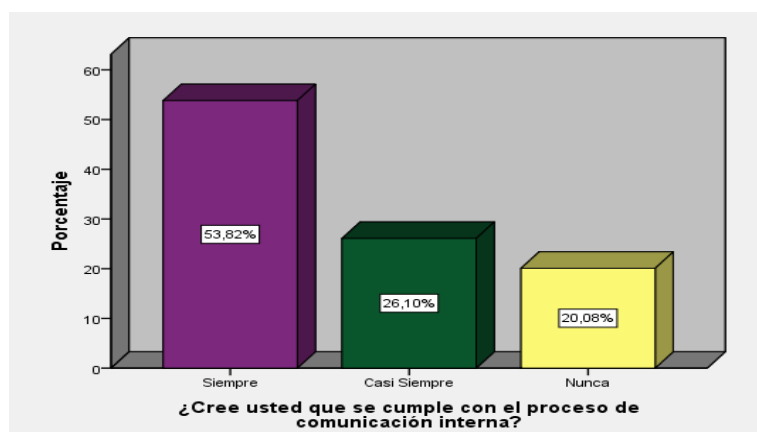 Porcentaje
60
50
40
30
20
10
0
53,82%
26,10%
20,08%
Siempre
Casi Siempre
Nunca
¿Cree usted que se cumple con el proceso de
comunicación interna?